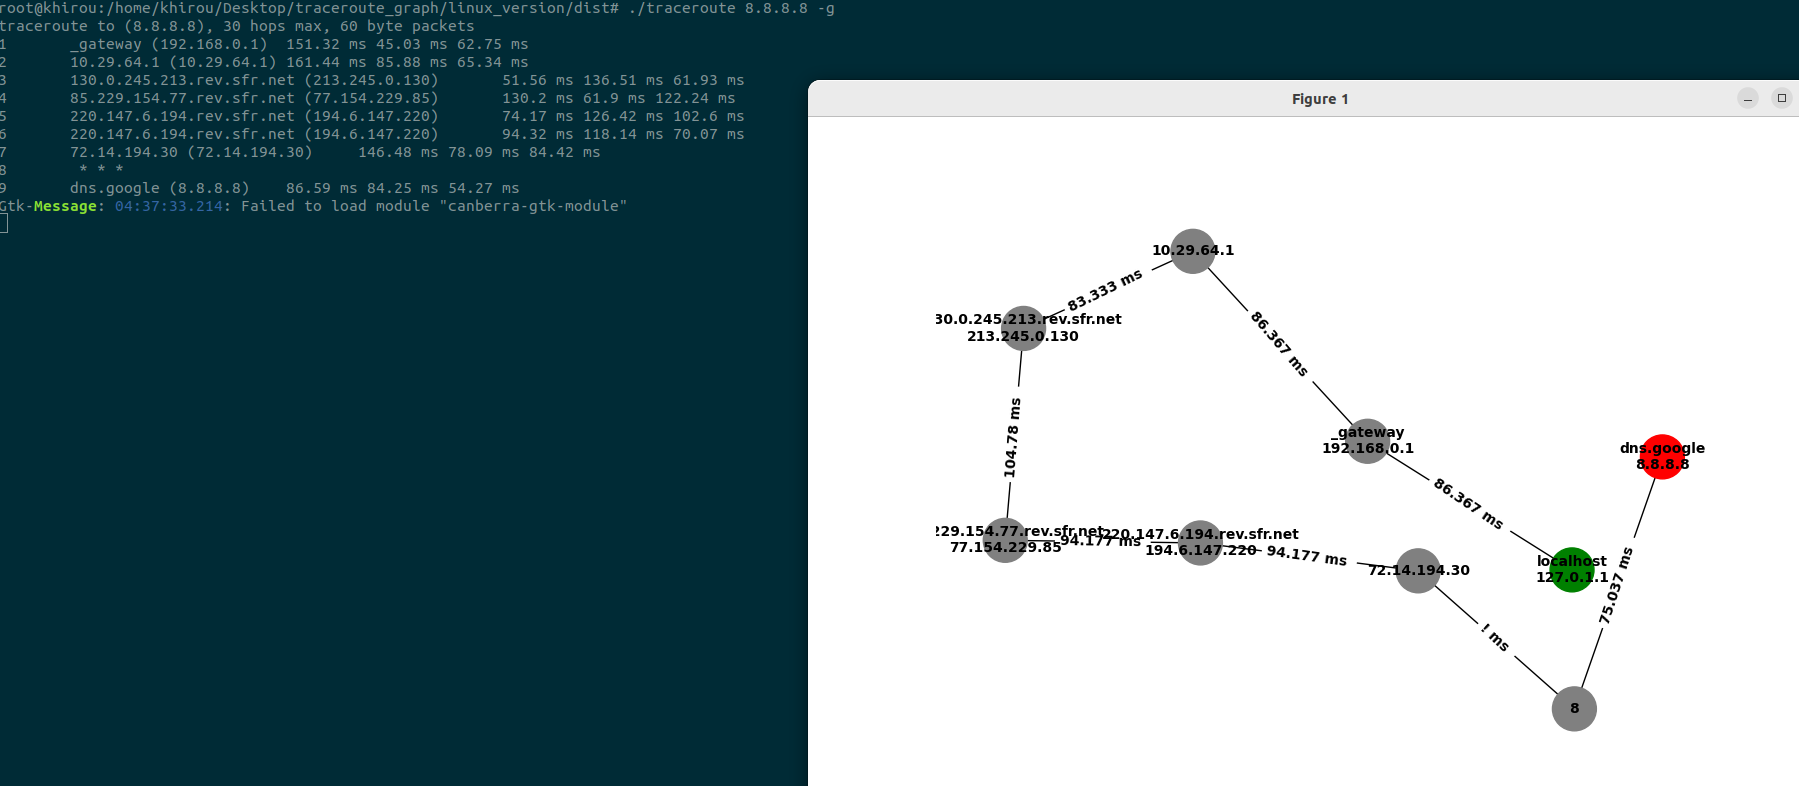 root@khirou:/home/khirou/Desktop/traceroute_graph/linux_version/dist# ./traceroute 8.8.8.8 -g
traceroute to (8.8.8.8), 30 hops max, 60 byte packets
1 _gateway (192.168.0.1) 151.32 ms 45.03 ms 62.75 ms
2 10.29.64.1 (10.29.64.1) 161.44 ms 85.88 ms 65.34 ms
3 130.0.245.213.rev.sfr.net (213.245.0.130) 51.56 ms 136.51 ms 61.93 ms
4 85.229.154.77.rev.sfr.net (77.154.229.85) 130.2 ms 61.9 ms 122.24 ms
5 220.147.6.194.rev.sfr.net (194.6.147.220) 74.17 ms 126.42 ms 102.6 ms
6 220.147.6.194.rev.sfr.net (194.6.147.220) 94.32 ms 118.14 ms 70.07 ms
7 72.14.194.30 (72.14.194.30) 146.48 ms 78.09 ms 84.42 ms
8 * * *
9 dns.google (8.8.8.8) 86.59 ms 84.25 ms 54.27 ms
Gtk-Message: 04:37:33.214: Failed to load module "canberra-gtk-module"
Figure 1
10.29.64.1
83.333 ms
30.0.245.213.rev.sfr.net
213.245.0.130
86.367 ms
104.78 ms
_gateway
192.168.0.1
dns.google
8.8.8.8
86.367 ms
229.154.77.rev.sfr.net
77.154.229.85
94.177 ms
220.147.6.194.rev.sfr.net
194.6.147.220
94.177 ms
72.14.194.30
localhost
127.0.1.1
75.037 ms
! ms
8